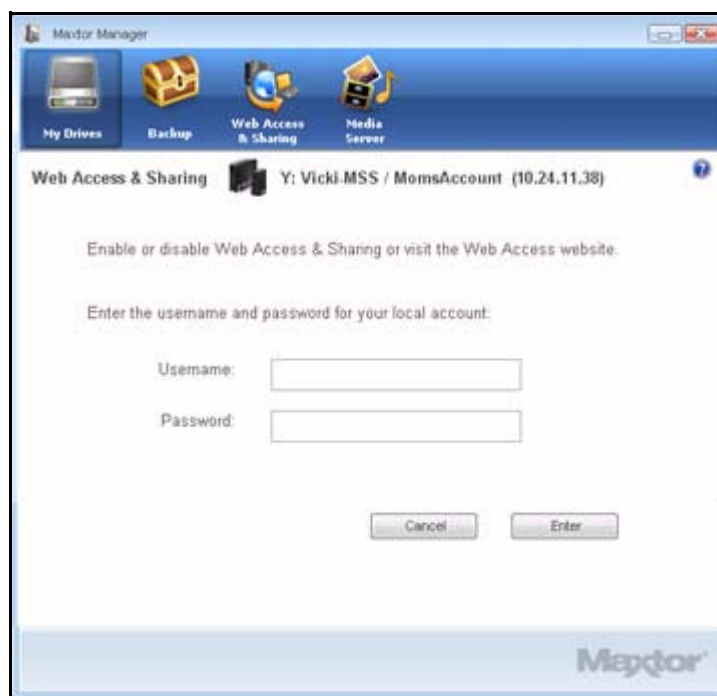 Maxtor Manager
My Drives
Backup
Web Access
& Sharing
Media
Server
Web Access & Sharing
Y: Vicki-MSS / MomsAccount (10.24.11.38)
?
Enable or disable Web Access & Sharing or visit the Web Access website.
Enter the username and password for your local account:
Username:
Password:
Cancel
Enter
Maxtor